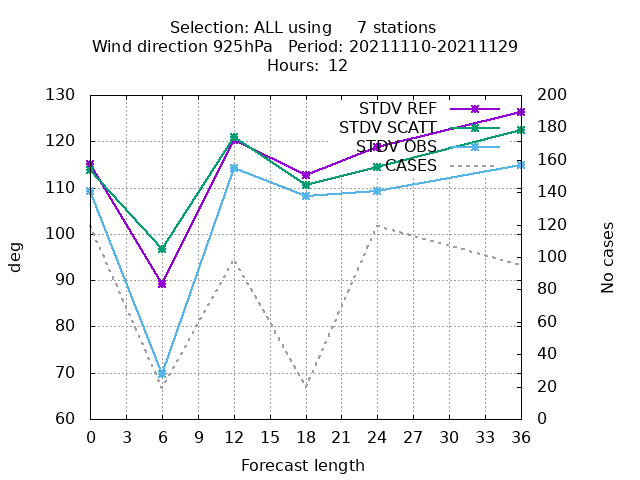 Selection: ALL using     7 stations
Wind direction 925hPa   Period: 20211110-20211129
Hours: 12
130
120
110
100
90
80
70
60
200
180
160
140
120
100
80
60
40
20
0
STDV REF
STDV SCATT
STDV OBS
CASES
deg
No cases
0 3 6 9 12 15 18 21 24 27 30 33 36
Forecast length